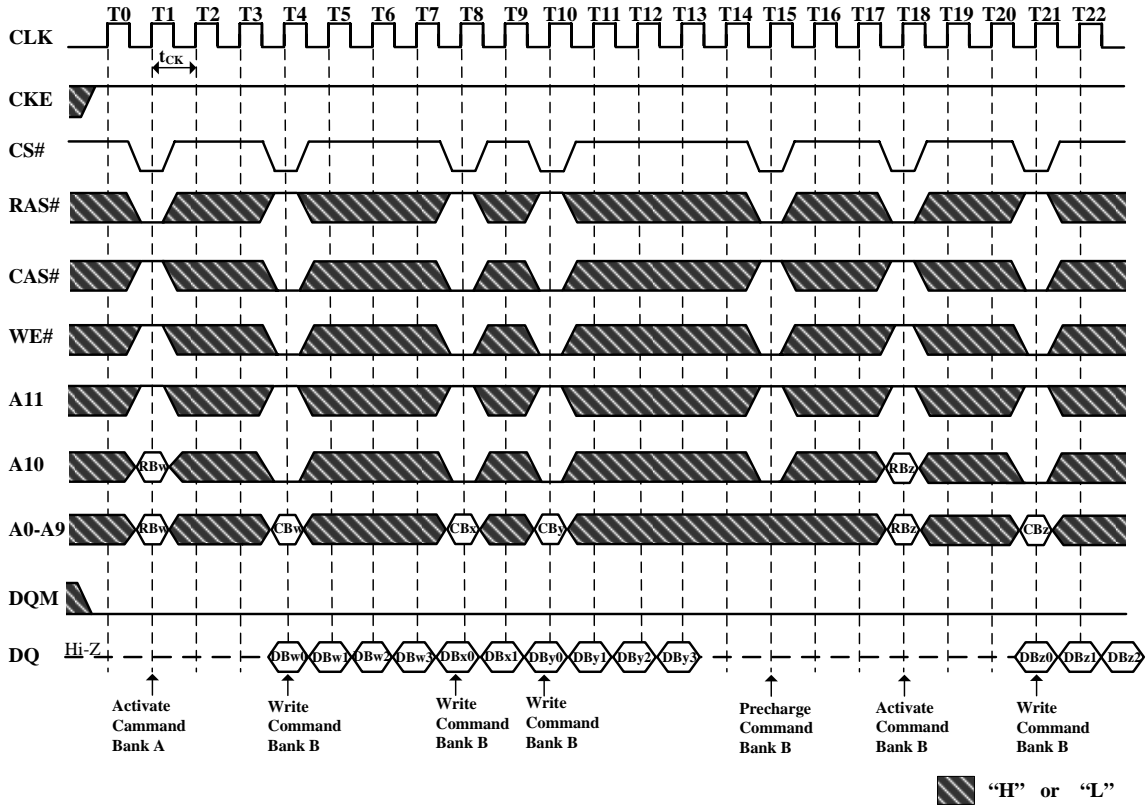 T0 T1 T2 T3 T4 T5 T6 T7 T8 T9 T10 T11 T12 T13 T14 T15 T16 T17 T18 T19 T20 T21 T22
CLK
tCK
CKE
CS#
RAS#
CAS#
WE#
A11
A10 RBw RBz
A0-A9 RBw CBw CBx CBy RBz CBz
DQM
DQ Hi-Z DBw0 DBw1 DBw2 DBw3 DBx0 DBx1 DBy0 DBy1 DBy2 DBy3 DBz0 DBz1 DBz2
Activate
Cammand
Bank A
Write
Command
Bank B
Write
Command
Bank B
Write
Command
Bank B
Precharge
Command
Bank B
Activate
Command
Bank B
Write
Command
Bank B
“H” or “L”